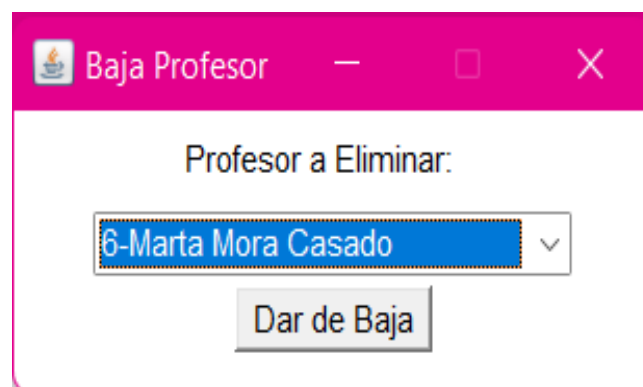 Baja Profesor
Profesor a Eliminar:
6-Marta Mora Casado
Dar de Baja